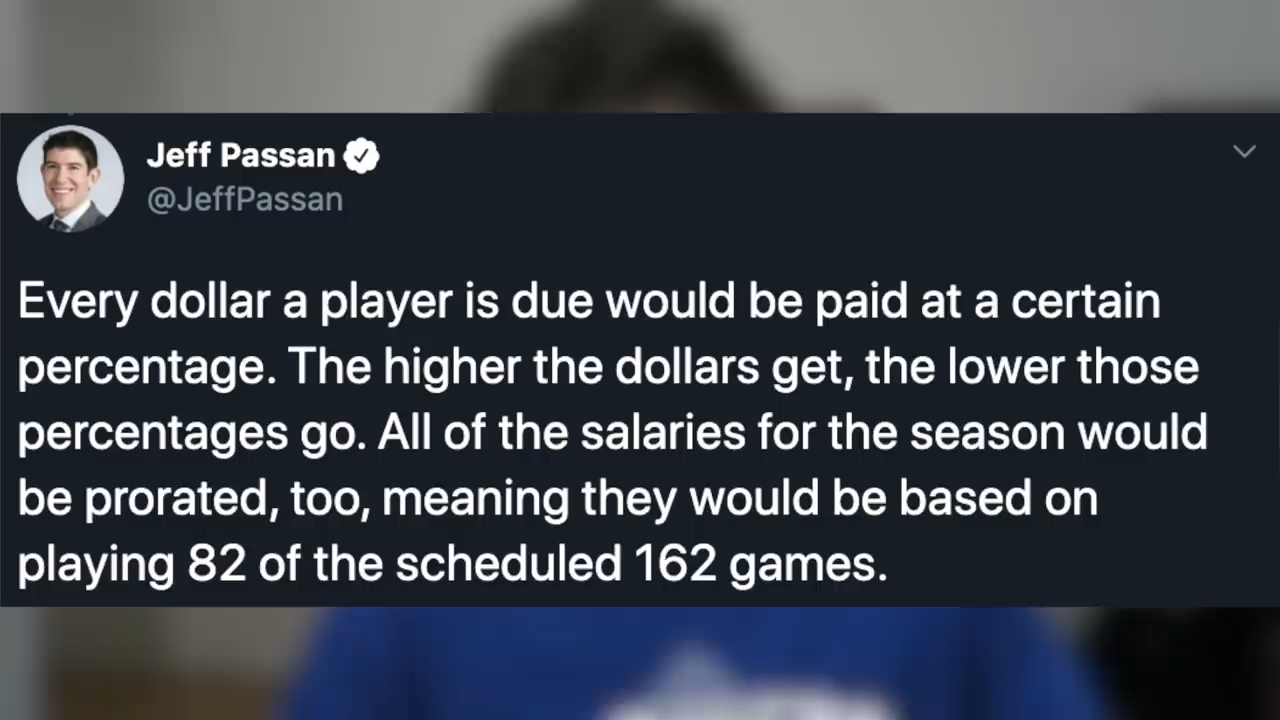 Jeff Passan
@JeffPassan
Every dollar a player is due would be paid at a certain
percentage. The higher the dollars get, the lower those
percentages go. All of the salaries for the season would
be prorated, too, meaning they would be based on
playing 82 of the scheduled 162 games.